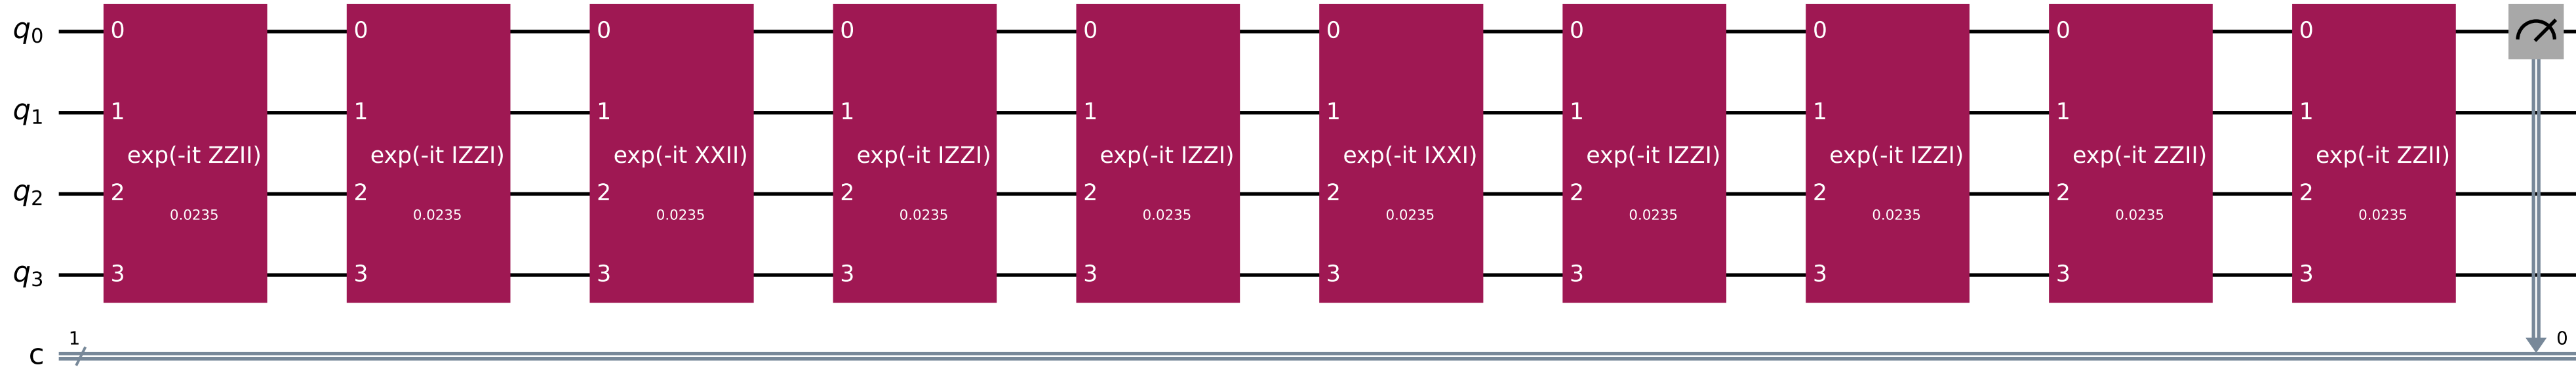 q0 0 0 0 0 0 0 0 0 0 0
q1 1 1 1 1 1 1 1 1 1 1
exp(-it ZZII) exp(-it IZZI) exp(-it XXII) exp(-it IZZI) exp(-it IZZI) exp(-it IXXI) exp(-it IZZI) exp(-it IZZI) exp(-it ZZII) exp(-it ZZII)
q2 2 2 2 2 2 2 2 2 2 2
0.0235 0.0235 0.0235 0.0235 0.0235 0.0235 0.0235 0.0235 0.0235 0.0235
q3 3 3 3 3 3 3 3 3 3 3
1 0
c